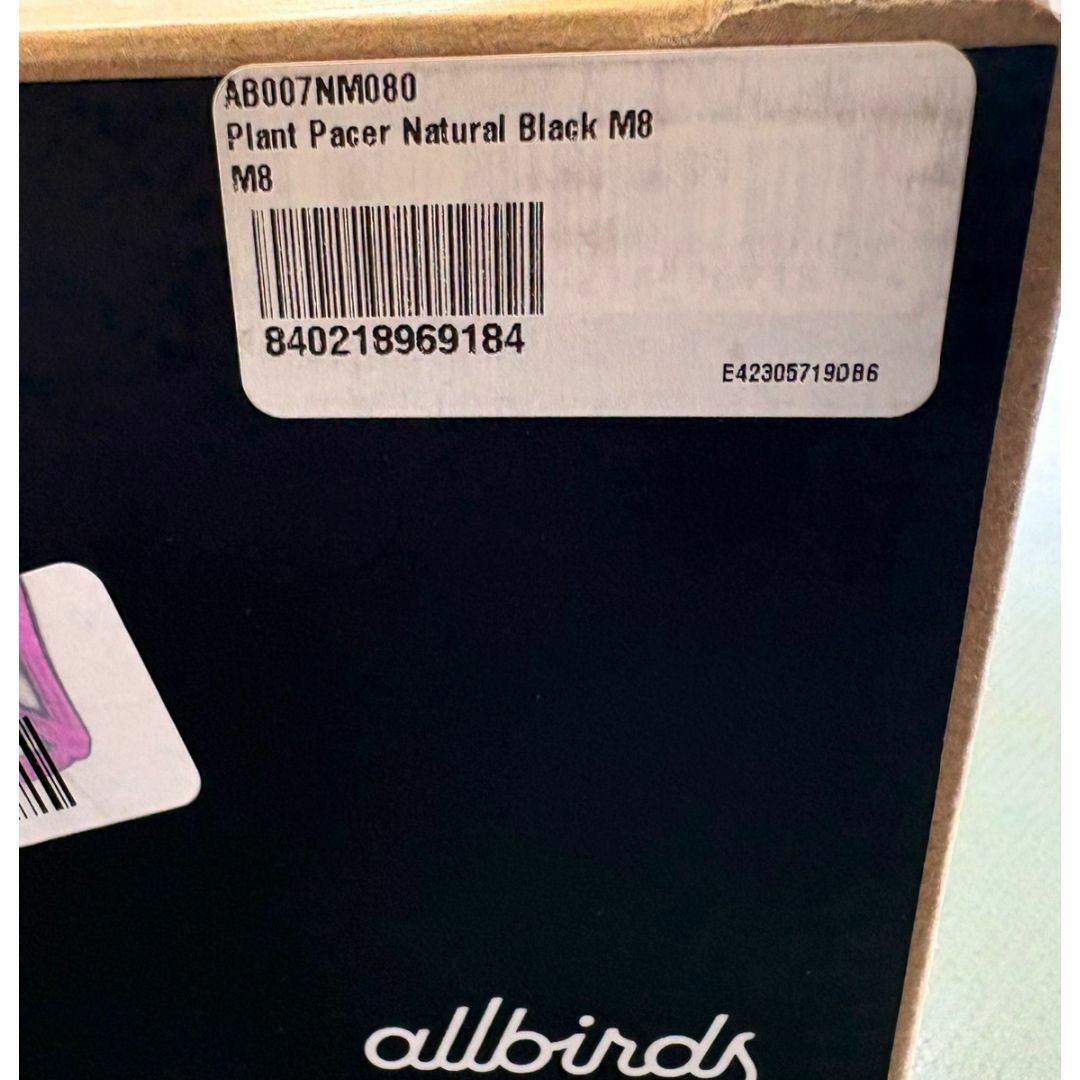 AB007NM080
Plant Pacer Natural Black M8
M8
840218969184
E42305719DB6
allbirds